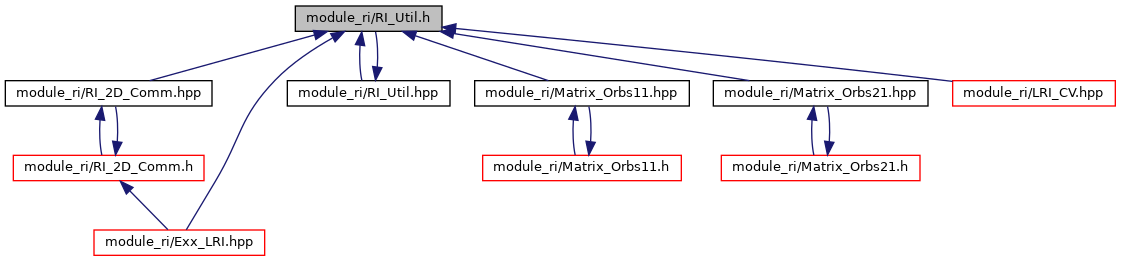 module_ri/RI_Util.h
module_ri/RI_2D_Comm.hpp
module_ri/RI_Util.hpp
module_ri/Matrix_Orbs11.hpp
module_ri/Matrix_Orbs21.hpp
module_ri/LRI_CV.hpp
module_ri/RI_2D_Comm.h
module_ri/Matrix_Orbs11.h
module_ri/Matrix_Orbs21.h
module_ri/Exx_LRI.hpp